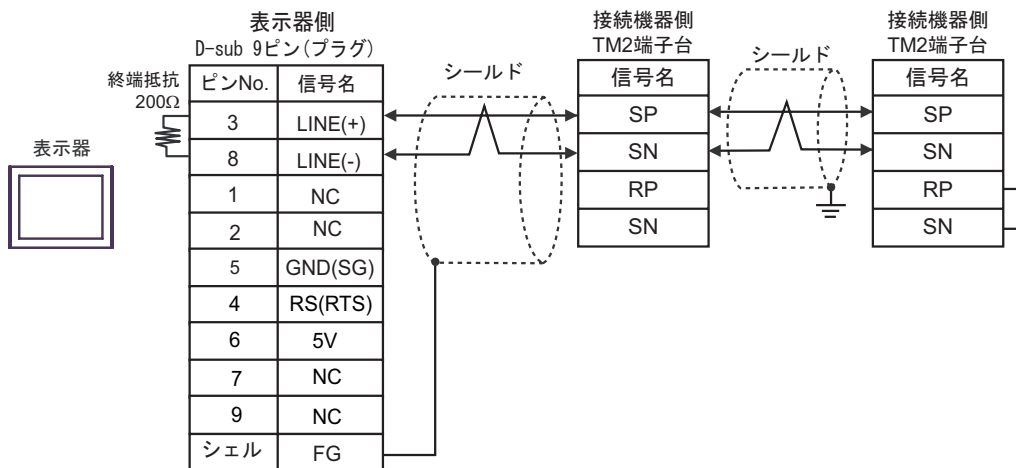 表示器
終端抵抗
200Ω
表示器側
D-sub 9ピン(プラグ)
ピンNo. 信号名
3 LINE(+)
8 LINE(-)
1 NC
2 NC
5 GND(SG)
4 RS(RTS)
6 5V
7 NC
9 NC
シェル FG
シールド
接続機器側
TM2端子台
信号名
SP
SN
RP
SN
シールド
接続機器側
TM2端子台
信号名
SP
SN
RP
SN